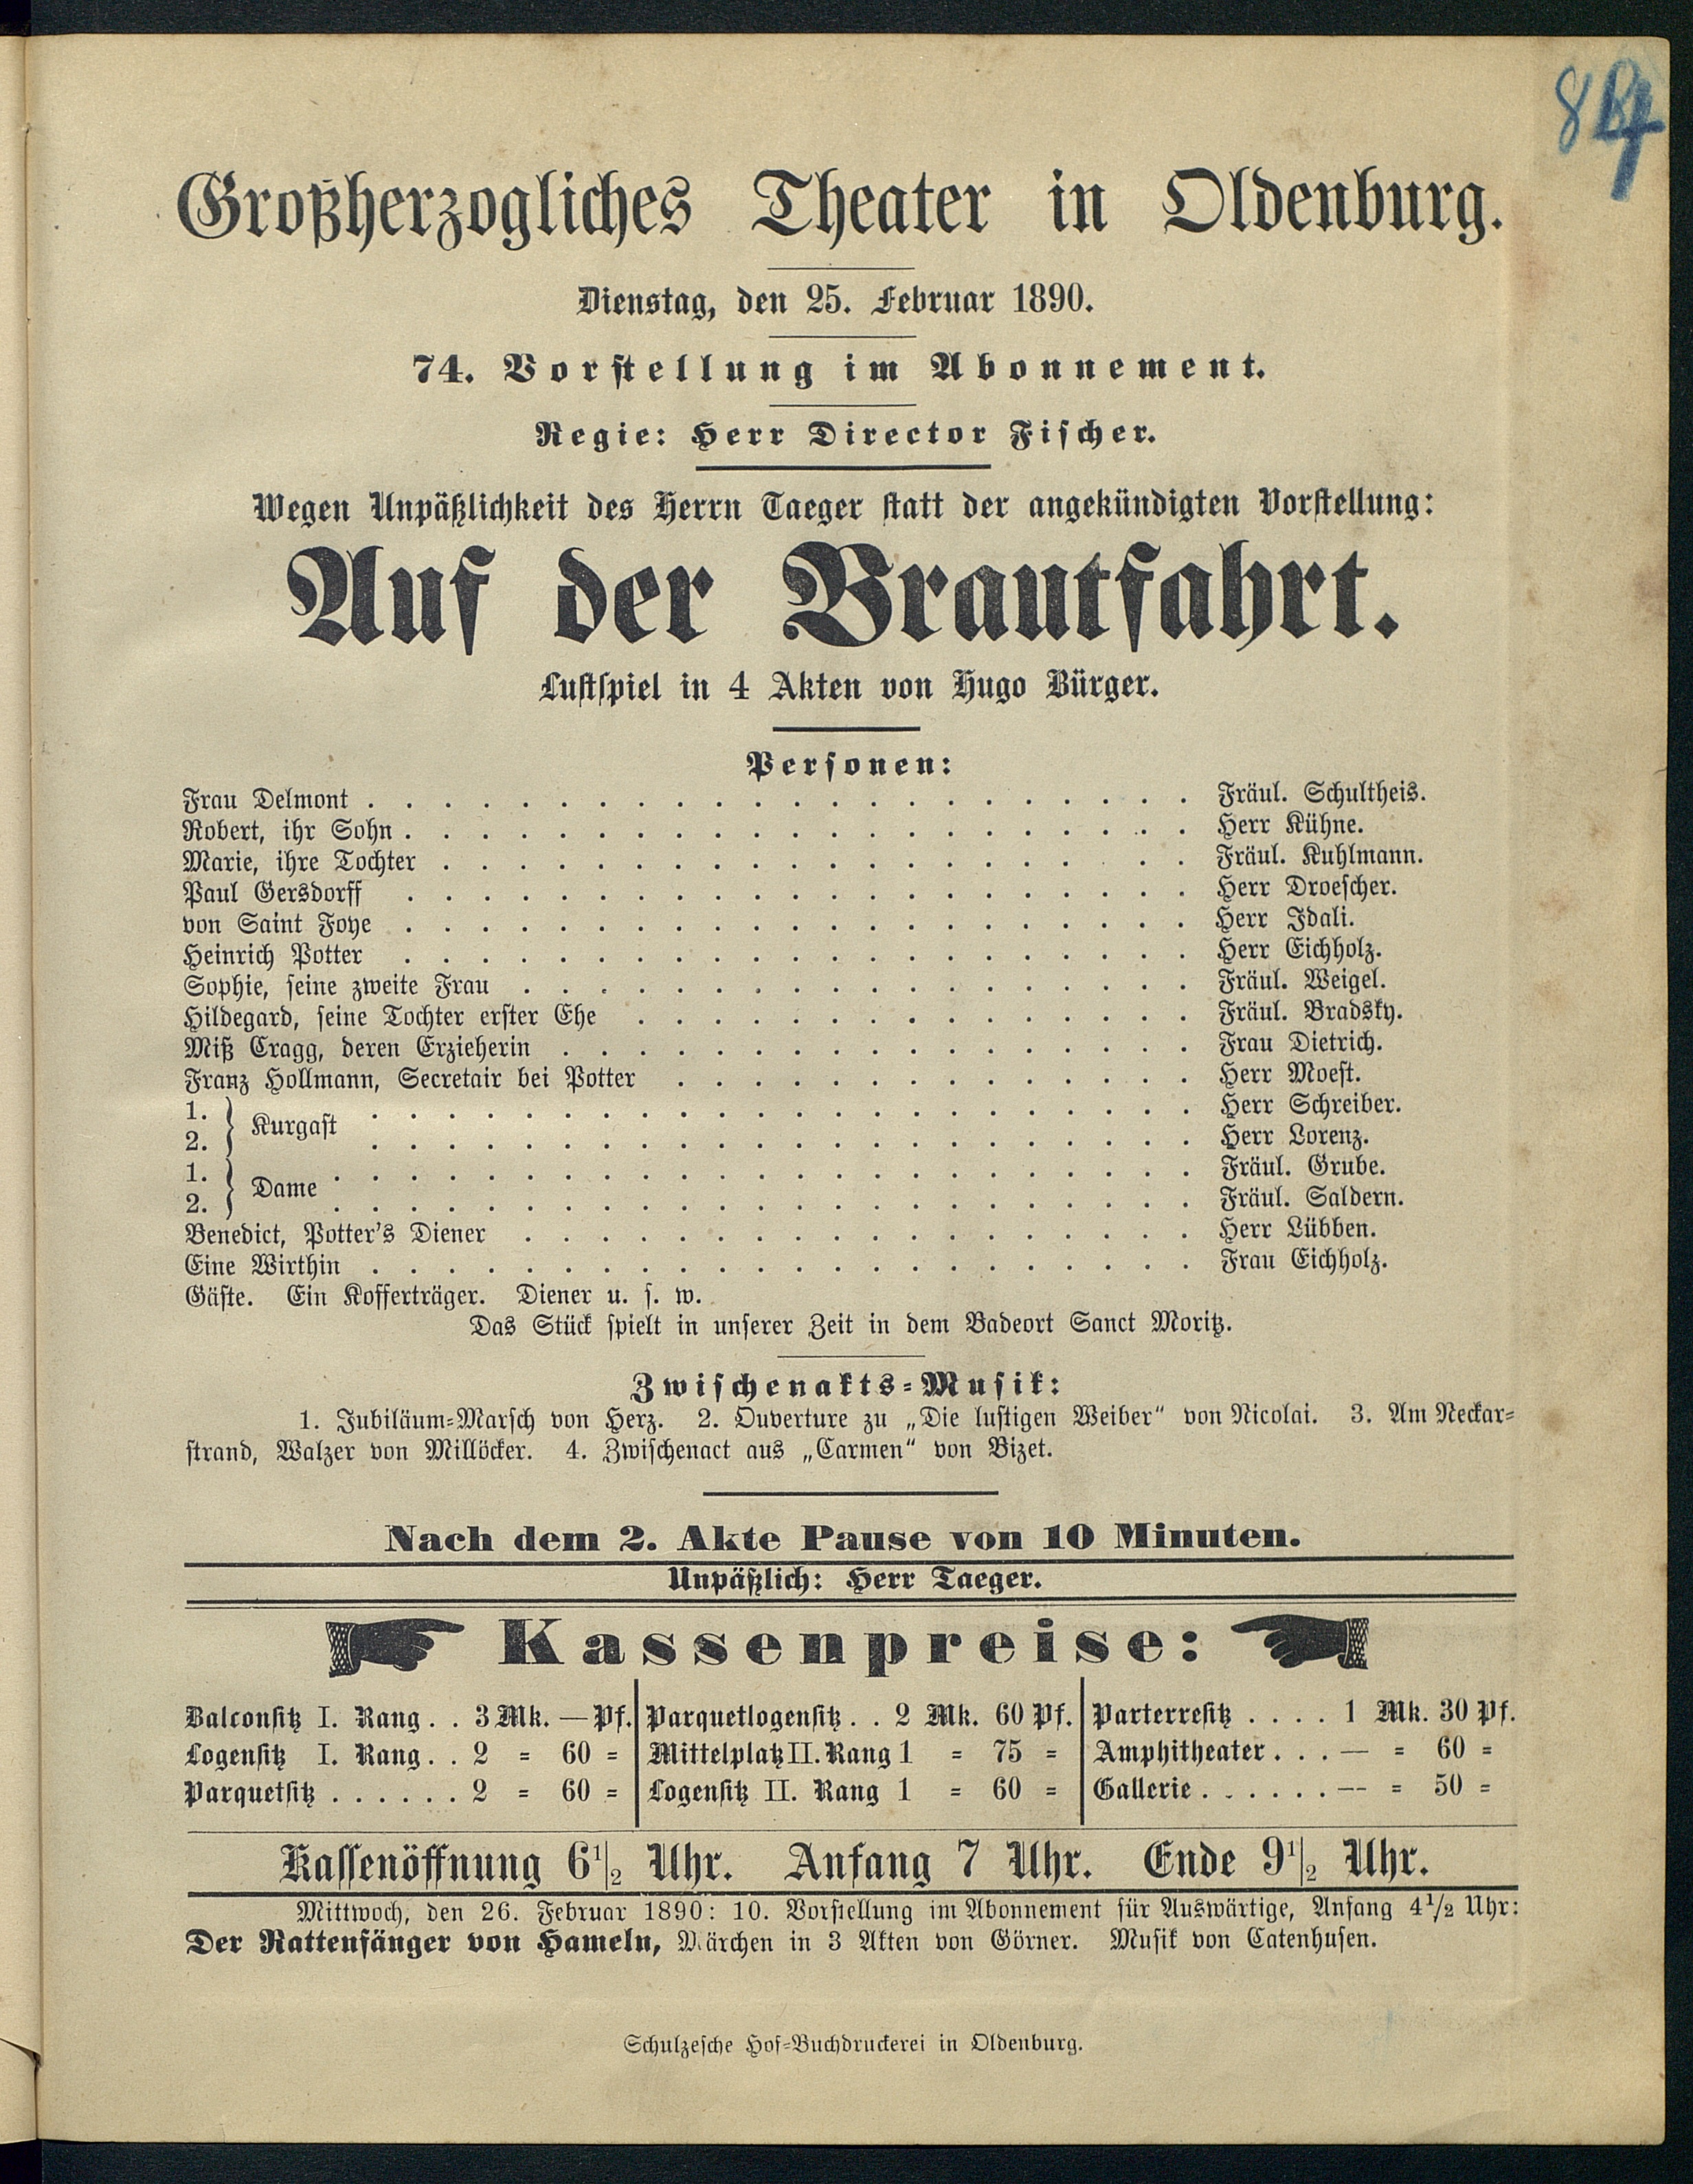 Großherzogliches Theater in Oldenburg.
Dienstag, den 25. Februar 1890.
74. Vorstellung im Abonnement.
Regie: Herr Director Fischer.
Wegen Unpäßlichkeit des Herrn Taeger statt der angekündigten Vorstellung:
Auf der Brautfahrt.
Lustspiel in 4 Akten von Hugo Bürger.
Personen:
Frau Delmont . . . . . . . . . . Fräul. Schultheis.
Robert, ihr Sohn . . . . . . . . . . Herr Kühne.
Marie, ihre Tochter . . . . . . . . . . Fräul. Kuhlmann.
Paul Gersdorff . . . . . . . . . . Herr Droescher.
von Saint Foye . . . . . . . . . . Herr Idali.
Heinrich Potter . . . . . . . . . . Herr Eichholz.
Sophie, seine zweite Frau . . . . . . . . . . Fräul. Weigel.
Hildegard, seine Tochter erster Ehe . . . . . . . . . . Fräul. Bradsky.
Miß Cragg, deren Erzieherin . . . . . . . . . . Frau Dietrich.
Franz Hollmann, Secretair bei Potter . . . . . . . . . . Herr Moest.
1. } Kurgast . . . . . . . . . . Herr Schreiber.
2. } . . . . . . . . . . Herr Lorenz.
1. } Dame . . . . . . . . . . Fräul. Grube.
2. } . . . . . . . . . . Fräul. Saldern.
Benedict, Potter's Diener . . . . . . . . . . Herr Lübben.
Eine Wirthin . . . . . . . . . . Frau Eichholz.
Gäste. Ein Kofferträger. Diener u. s. w.
Das Stück spielt in unserer Zeit in dem Badeort Sanct Moritz.
Zwischenakts-Musik:
1. Jubiläum-Marsch von Herz. 2. Ouverture zu „Die lustigen Weiber“ von Nicolai. 3. Am Neckar-
strand, Walzer von Millöcker. 4. Zwischenact aus „Carmen“ von Bizet.
Nach dem 2. Akte Pause von 10 Minuten.
Unpäßlich: Herr Taeger.
Kassenpreise:
Balconsitz I. Rang . . 3 Mk. — Pf. Parquetlogensitz . . 2 Mk. 60 Pf. Parterresitz . . . . 1 Mk. 30 Pf.
Logensitz I. Rang . . 2 = 60 = Mittelplatz II. Rang 1 = 75 = Amphitheater . . . — = 60 =
Parquetsitz . . . . . . 2 = 60 = Logensitz II. Rang 1 = 60 = Gallerie . . . . . . — = 50 =
Kassenöffnung 6½ Uhr. Anfang 7 Uhr. Ende 9½ Uhr.
Mittwoch, den 26. Februar 1890: 10. Vorstellung im Abonnement für Auswärtige, Anfang 4½ Uhr:
Der Rattenfänger von Hameln, Märchen in 3 Akten von Görner. Musik von Catenhusen.
Schulzesche Hof-Buchdruckerei in Oldenburg.